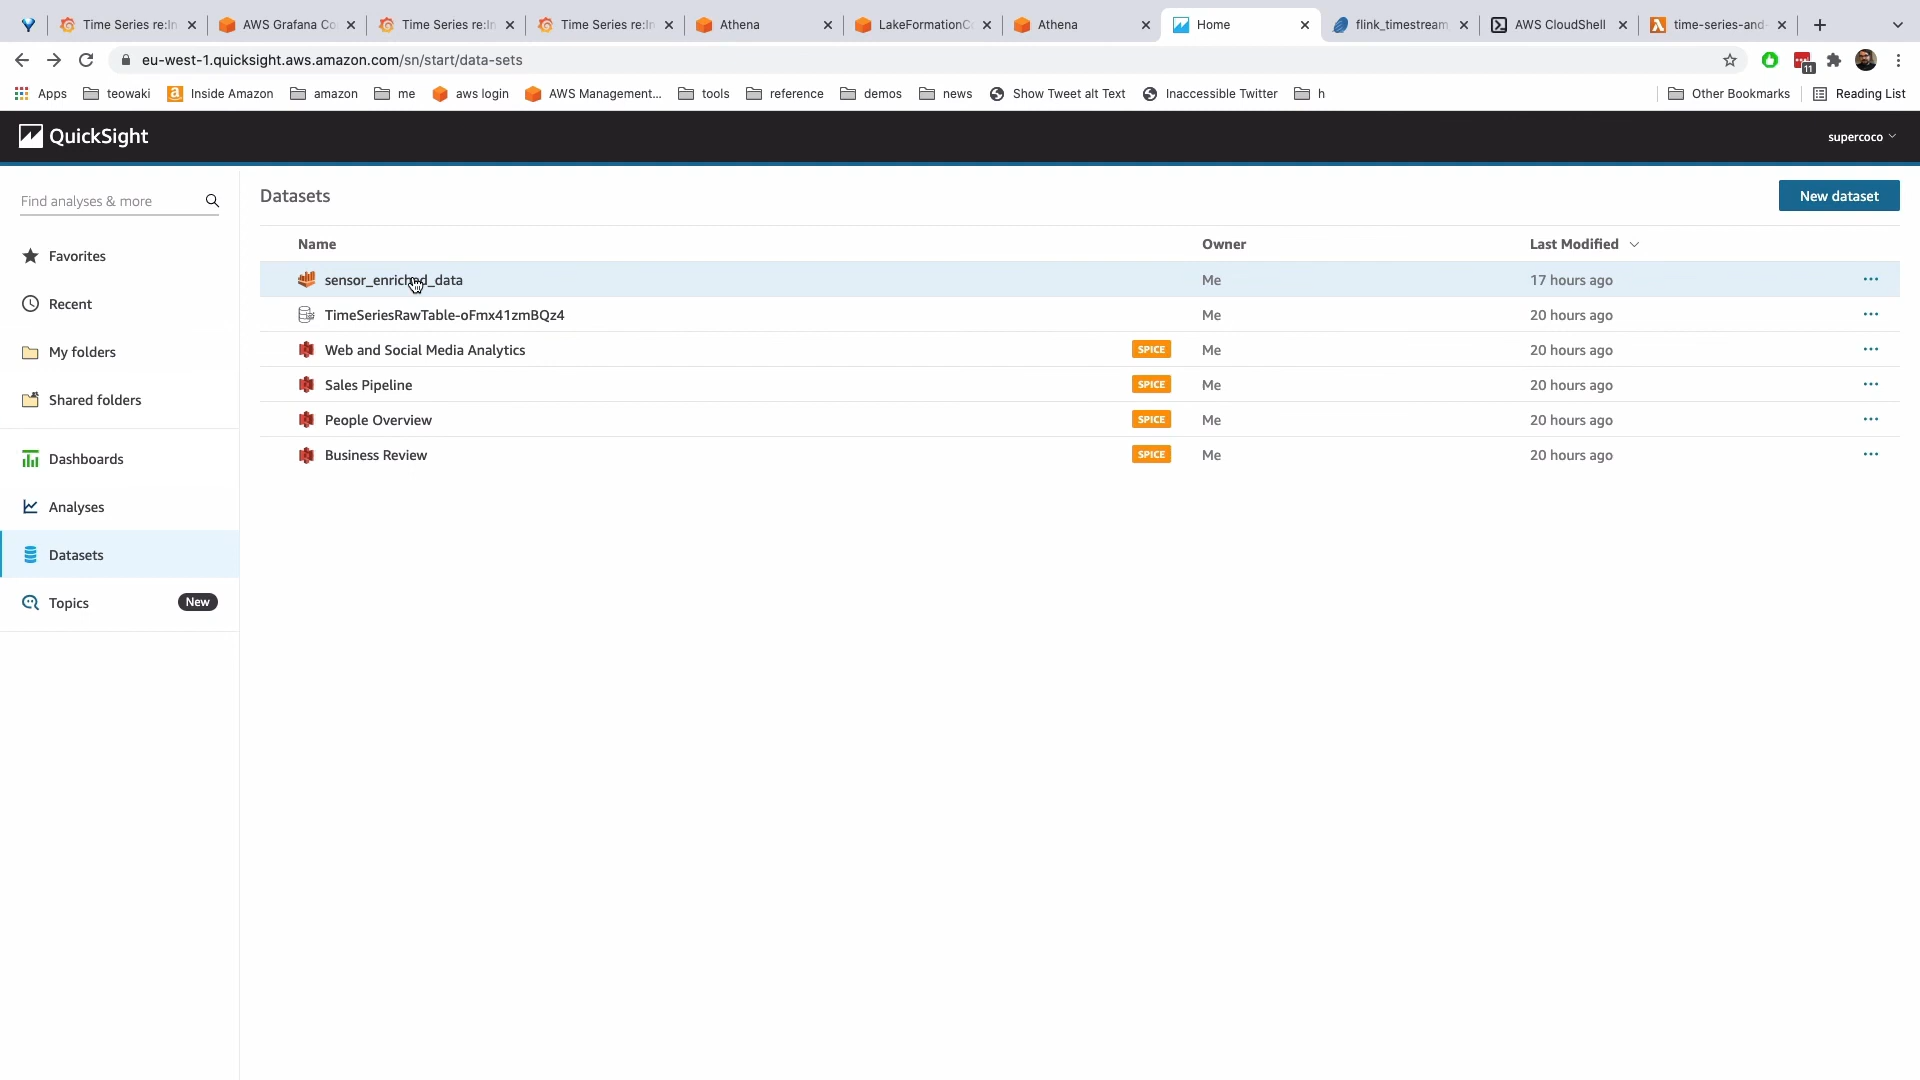 Time Series re:In
AWS Grafana Co
Time Series re:In
Time Series re:In
Athena
LakeFormationC
Athena
Home
flink_timestream
AWS CloudShell
time-series-and-
eu-west-1.quicksight.aws.amazon.com/sn/start/data-sets
11
Apps
teowaki
Inside Amazon
amazon
me
aws login
AWS Management...
tools
reference
demos
news
Show Tweet alt Text
Inaccessible Twitter
h
Other Bookmarks
Reading List
QuickSight
supercoco
Find analyses & more
Favorites
Recent
My folders
Shared folders
Dashboards
Analyses
Datasets
Topics New
Datasets
New dataset
Name Owner Last Modified
sensor_enriched_data Me 17 hours ago
TimeSeriesRawTable-oFmx41zmBQz4 Me 20 hours ago
Web and Social Media Analytics SPICE Me 20 hours ago
Sales Pipeline SPICE Me 20 hours ago
People Overview SPICE Me 20 hours ago
Business Review SPICE Me 20 hours ago